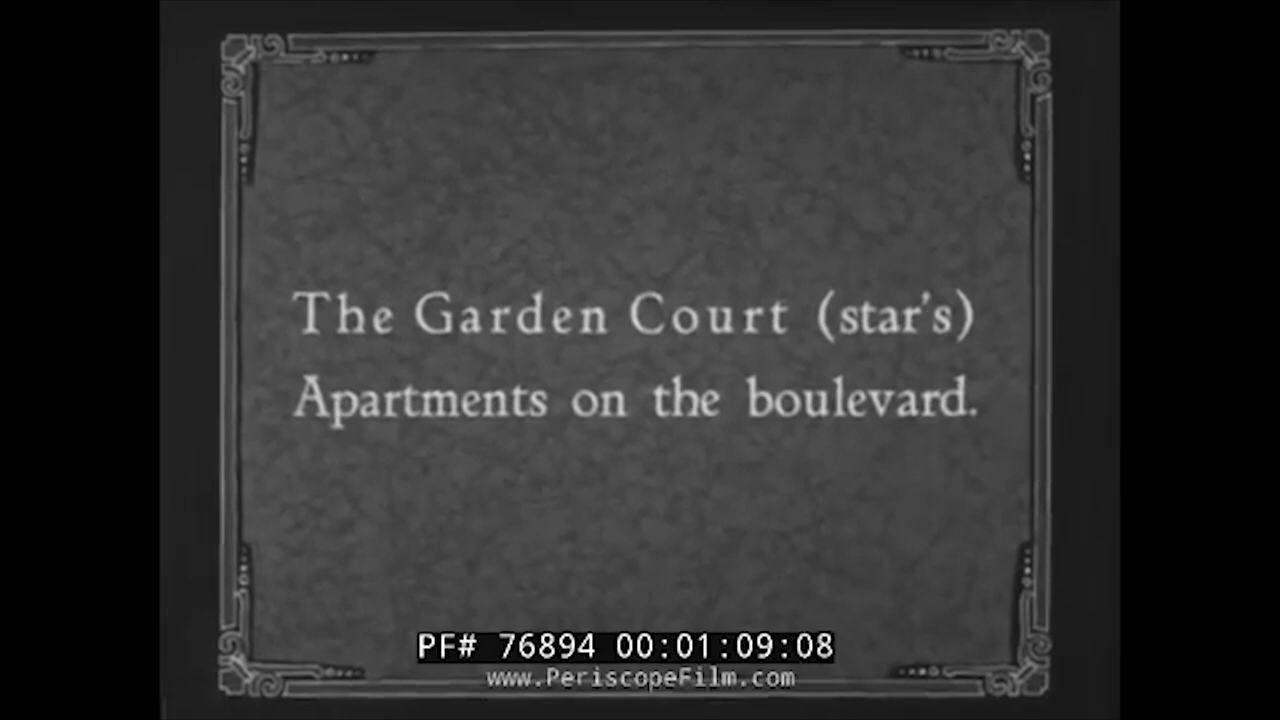 The Garden Court (star's)
Apartments on the boulevard.
PF# 76894 00:01:09:08
www.PeriscopeFilm.com